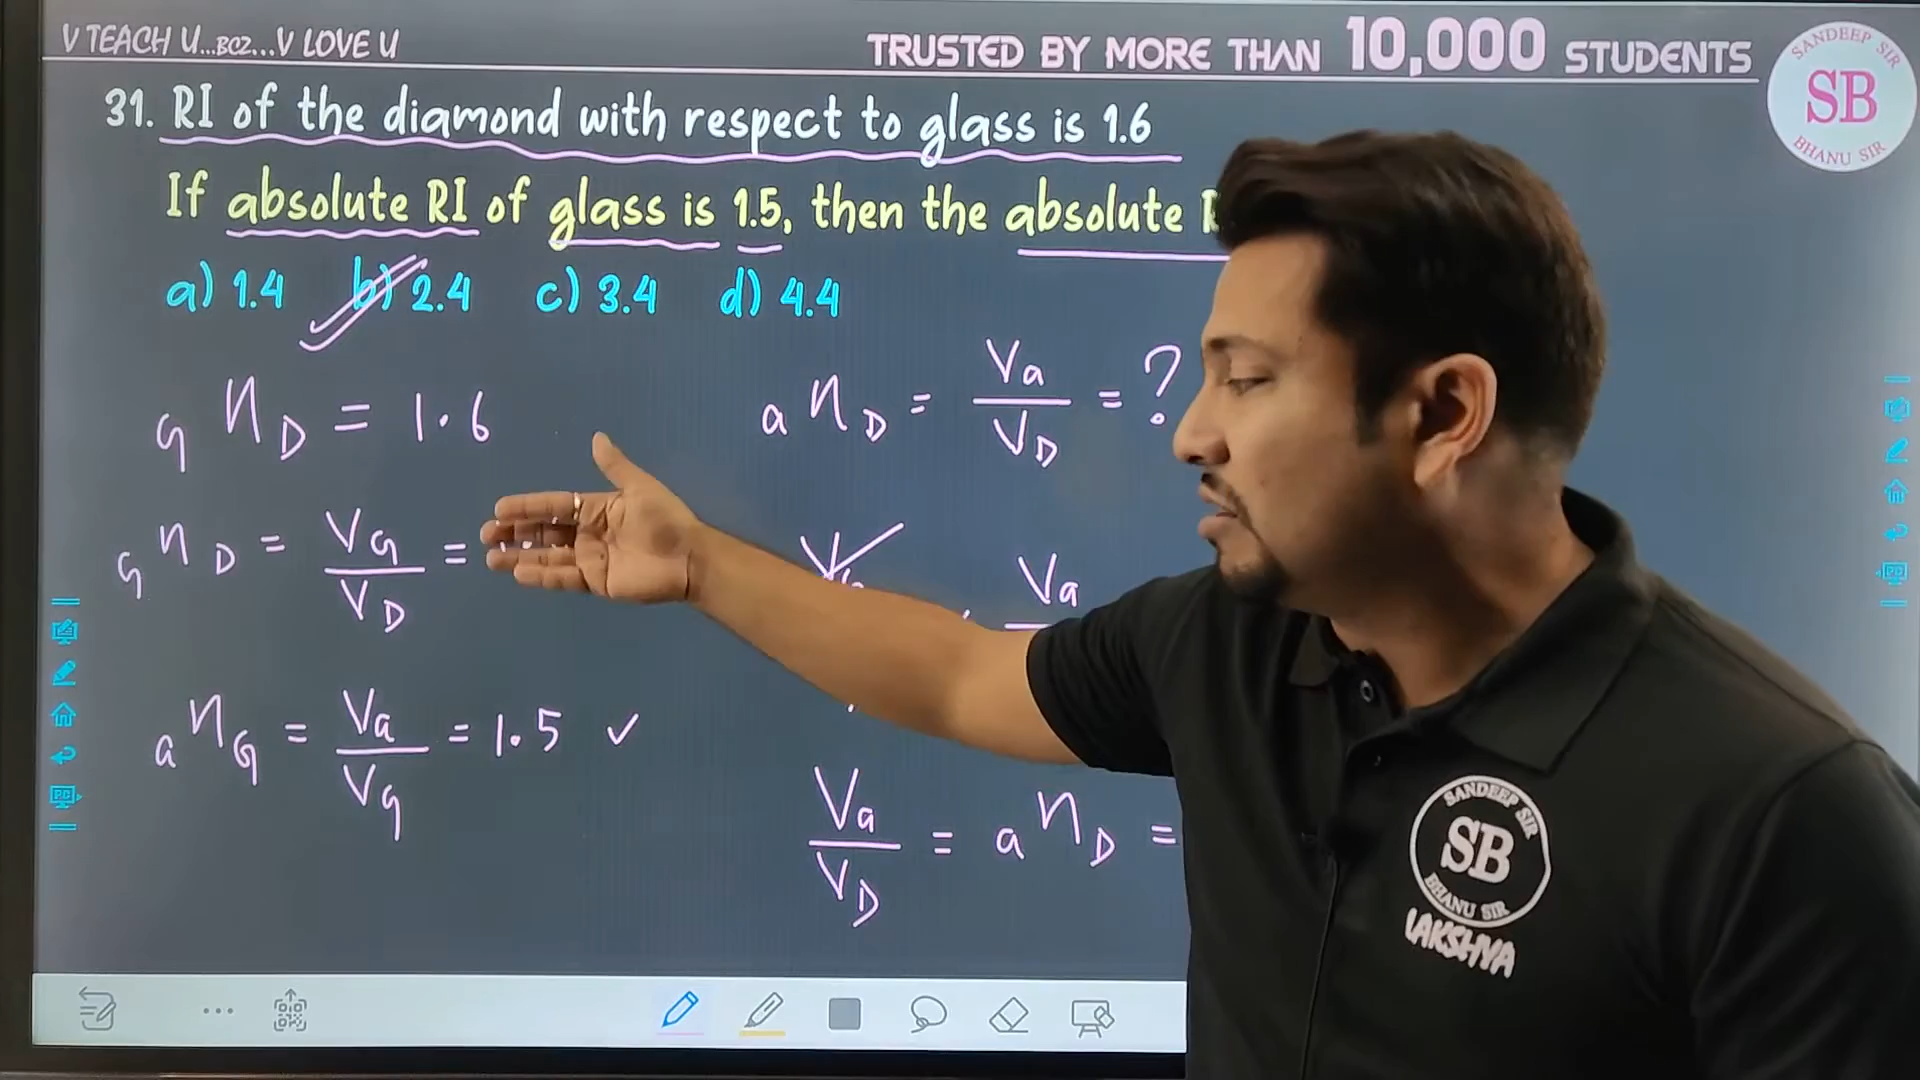 V TEACH U...BCZ...V LOVE U
TRUSTED BY MORE THAN 10,000 STUDENTS
SANDEEP SIR
SB
BHANU SIR
31. RI of the diamond with respect to glass is 1.6
If absolute RI of glass is 1.5, then the absolute
a) 1.4 b) 2.4 c) 3.4 d) 4.4
G n D = 1.6
a n D = Va / VD = ?
G n D = VG / VD =
Va
a n G = Va / VG = 1.5 ✓
Va / VD = a n D =
SANDEEP SIR
SB
BHANU SIR
LAKSHYA